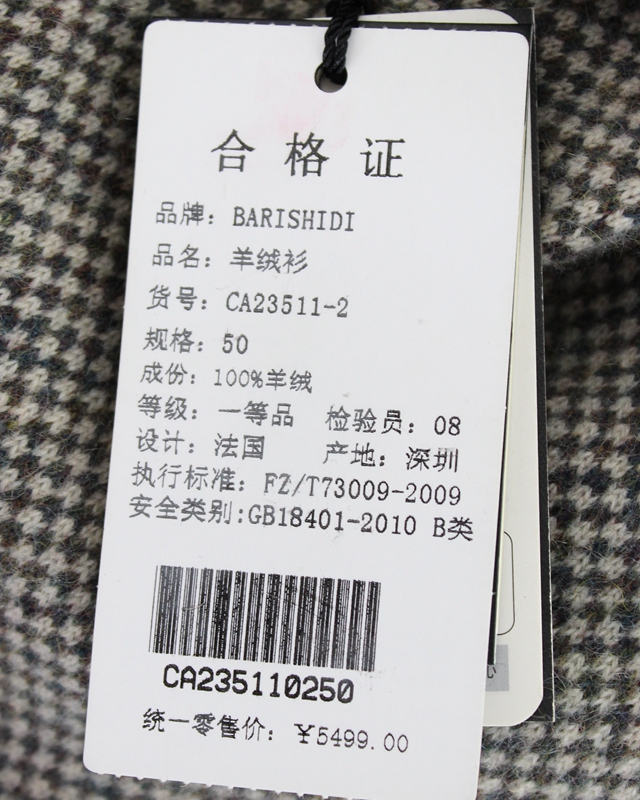 合格证
品牌：BARISHIDI
品名：羊绒衫
货号：CA23511-2
规格：50
成份：100%羊绒
等级：一等品 检验员：08
设计：法国 产地：深圳
执行标准：FZ/T73009-2009
安全类别:GB18401-2010 B类
CA235110250
统一零售价：￥5499.00